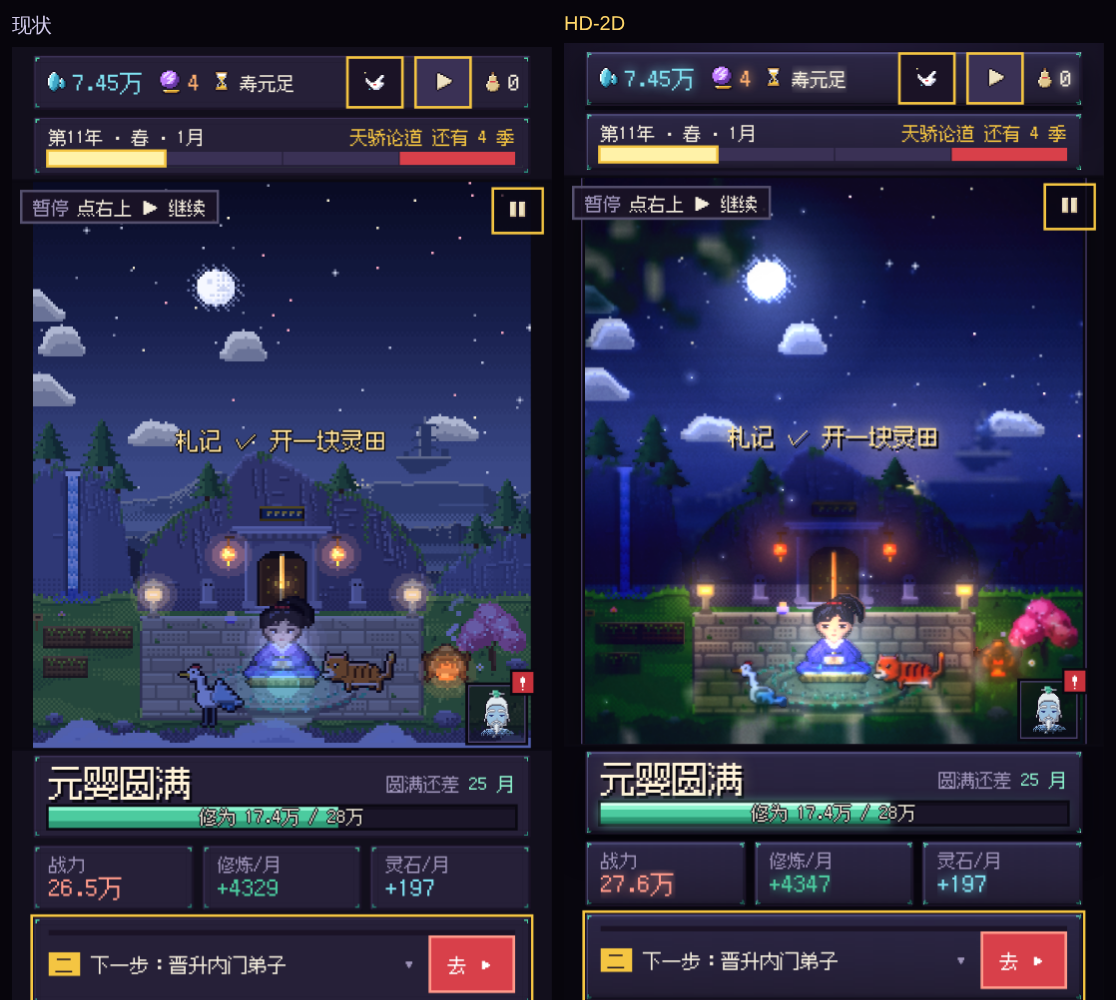 现状
7.45万 4 寿元足 0
第11年 · 春 · 1月 天骄论道 还有 4 季
暂停 点右上 ▶ 继续
札记 ✓ 开一块灵田
元婴圆满 圆满还差 25 月
修为 17.4万 / 28万
战力 修炼/月 灵石/月
26.5万 +4329 +197
二 下一步：晋升内门弟子 去
HD-2D
7.45万 4 寿元足 0
第11年 · 春 · 1月 天骄论道 还有 4 季
暂停 点右上 ▶ 继续
札记 ✓ 开一块灵田
元婴圆满 圆满还差 25 月
修为 17.4万 / 28万
战力 修炼/月 灵石/月
27.6万 +4347 +197
二 下一步：晋升内门弟子 去